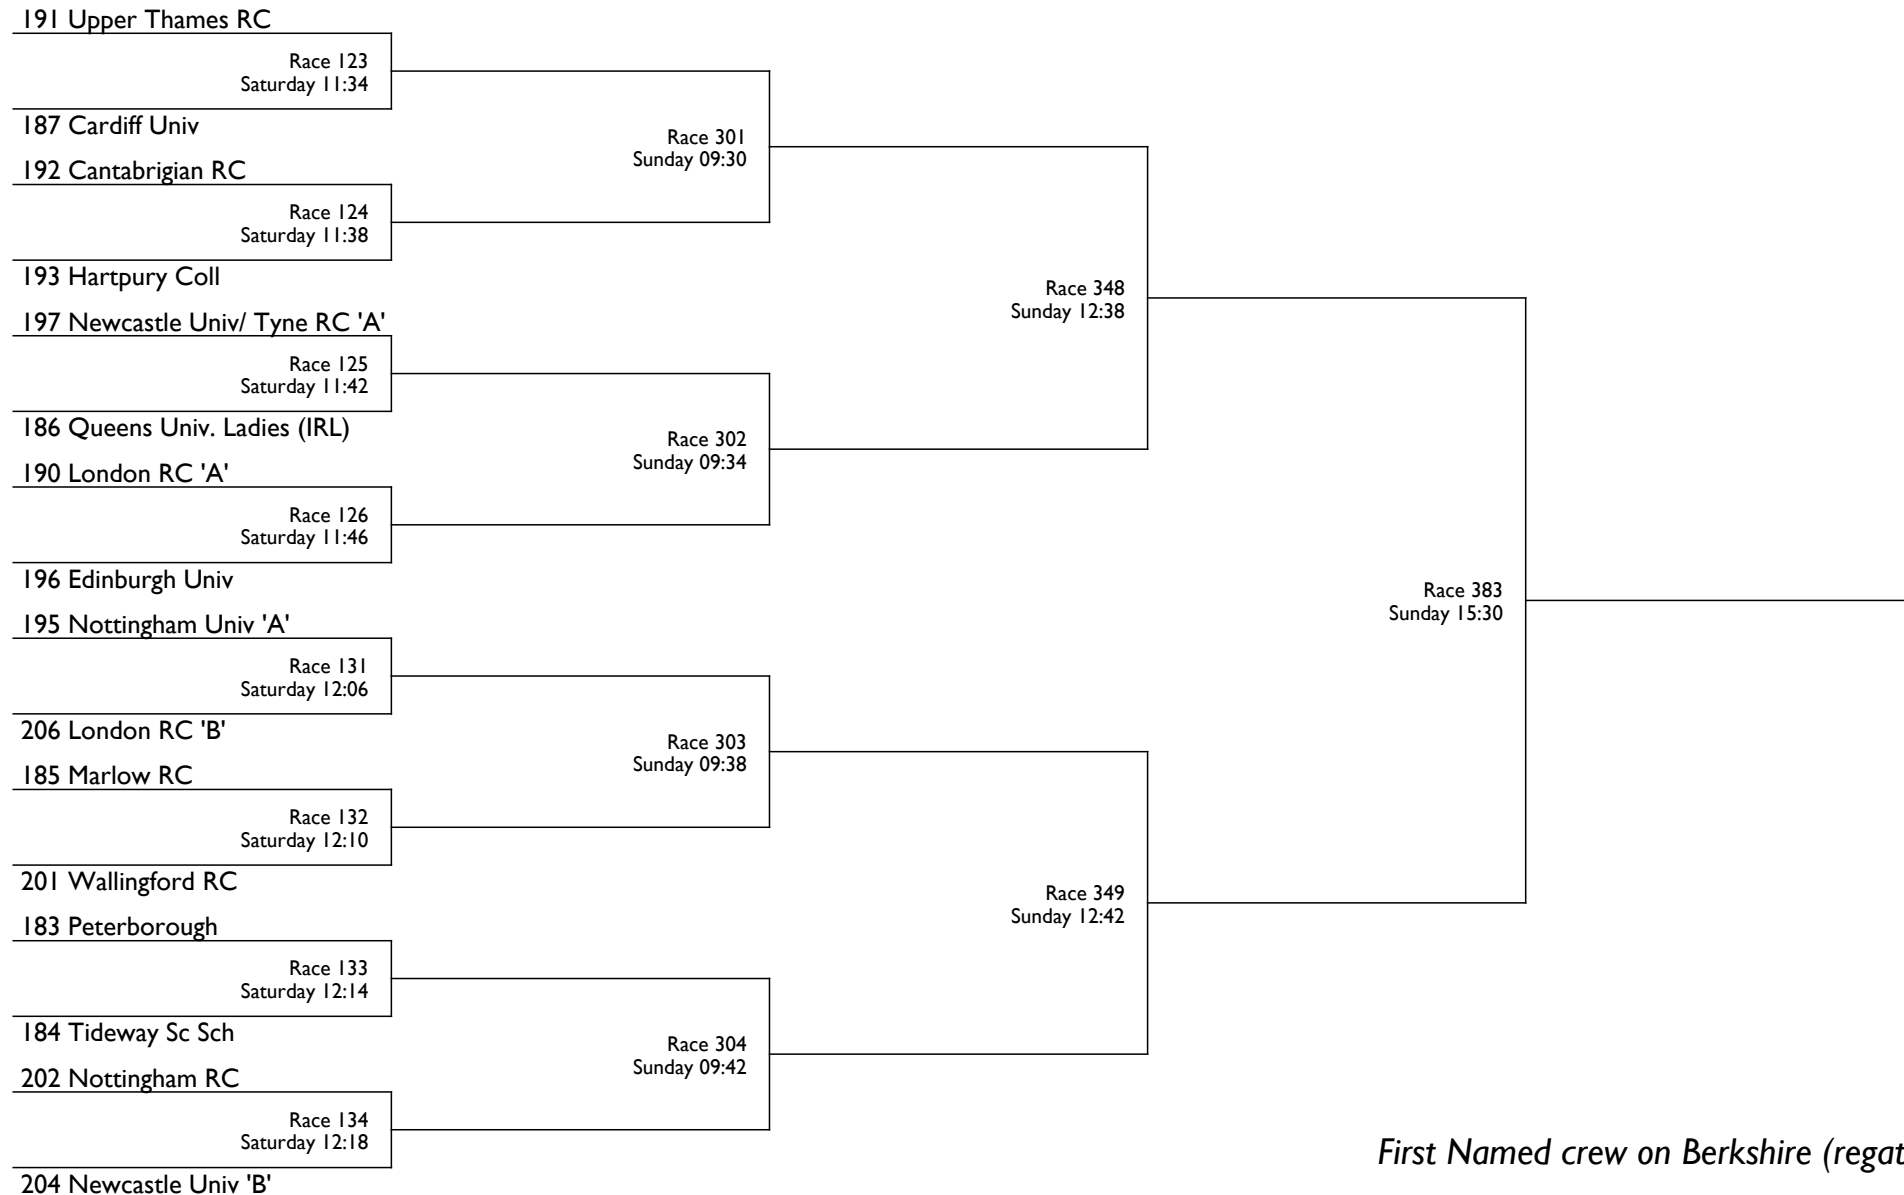 191 Upper Thames RC
Race 123
Saturday 11:34
187 Cardiff Univ
Race 301
Sunday 09:30
192 Cantabrigian RC
Race 124
Saturday 11:38
193 Hartpury Coll
Race 348
Sunday 12:38
197 Newcastle Univ/ Tyne RC 'A'
Race 125
Saturday 11:42
186 Queens Univ. Ladies (IRL)
Race 302
Sunday 09:34
190 London RC 'A'
Race 126
Saturday 11:46
196 Edinburgh Univ
Race 383
Sunday 15:30
195 Nottingham Univ 'A'
Race 131
Saturday 12:06
206 London RC 'B'
Race 303
Sunday 09:38
185 Marlow RC
Race 132
Saturday 12:10
201 Wallingford RC
Race 349
Sunday 12:42
183 Peterborough
Race 133
Saturday 12:14
184 Tideway Sc Sch
Race 304
Sunday 09:42
202 Nottingham RC
Race 134
Saturday 12:18
204 Newcastle Univ 'B'
First Named crew on Berkshire (regat